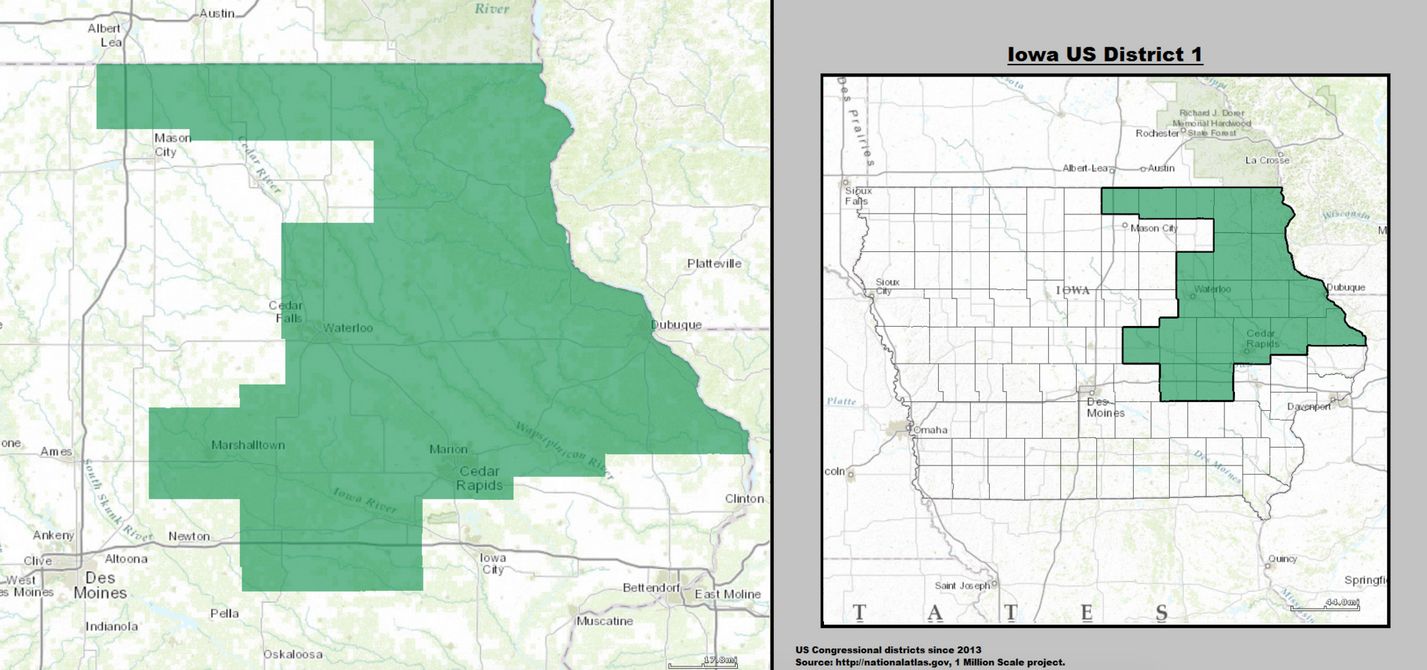 River
Austin
Albert
Lea
Mason
City
Cedar River
Platteville
Cedar
Falls
Waterloo
Dubuque
one
Ames
Marshalltown
Marion
Wapsipinicon River
Cedar
Rapids
South Skunk River
Iowa River
Clinton
Ankeny
Newton
Clive
Altoona
Iowa
City
West
es Moines
Des
Moines
Bettendorf
East Moline
Pella
Indianola
Muscatine
Oskaloosa
17.8mi
Iowa US District 1
Des Prairies
Richard J. Dorer
Memorial Hardwood
State Forest
Rochester
La Crosse
Albert-Lea
Austin
Sioux
Falls
Wisconsin
Mason City
M
Sioux
City
IOWA
Waterloo
Dubuque
Cedar
Rapids
Platte
Des
Moines
Davenport
Omaha
coln
Des Moines
Quincy
Saint Joseph
Springfi
44.0mi
T A T E S
US Congressional districts since 2013
Source: http://nationalatlas.gov, 1 Million Scale project.